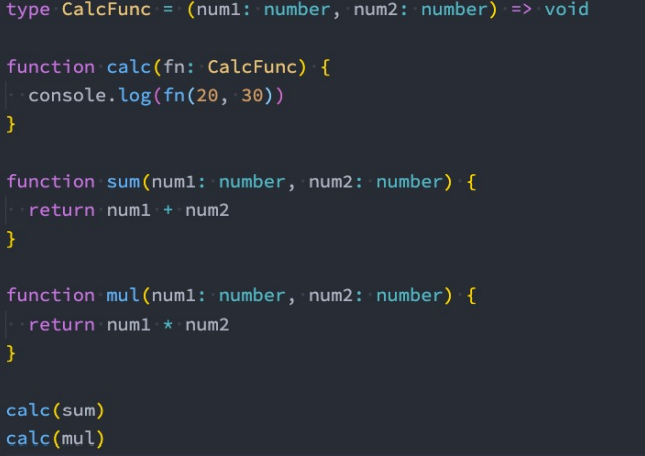 type CalcFunc = (num1: number, num2: number) => void
function calc(fn: CalcFunc) {
console.log(fn(20, 30))
}
function sum(num1: number, num2: number) {
return num1 + num2
}
function mul(num1: number, num2: number) {
return num1 * num2
}
calc(sum)
calc(mul)